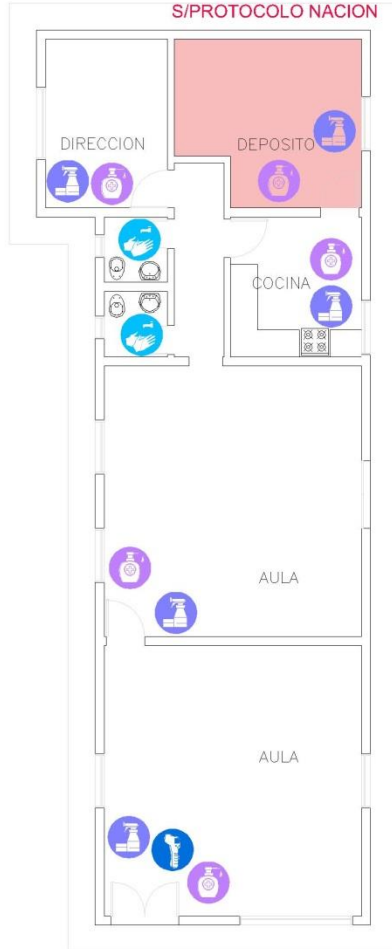 S/PROTOCOLO NACION
DIRECCION
DEPOSITO
COCINA
AULA
AULA